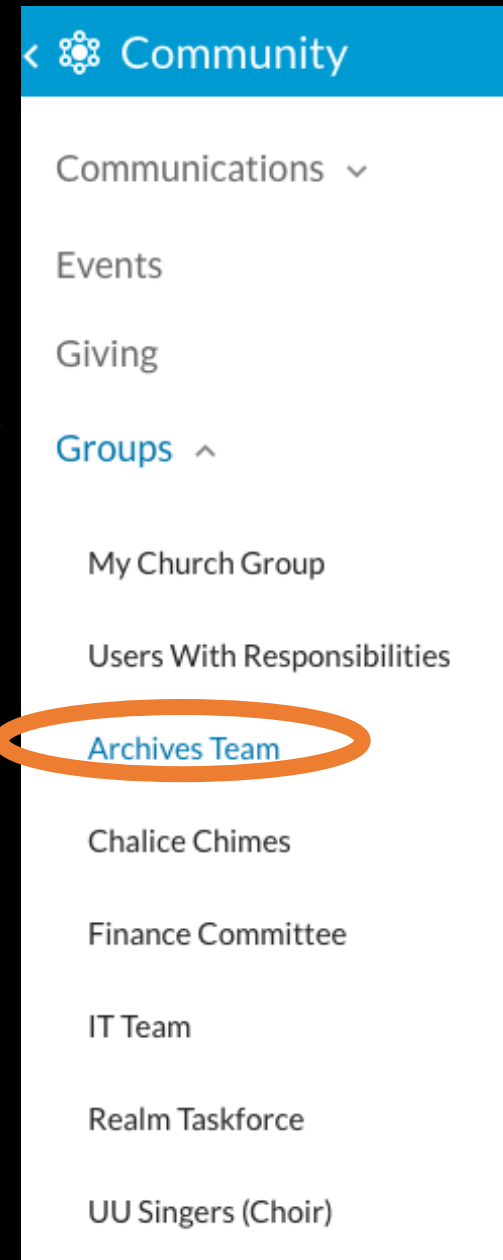 Community
Communications
Events
Giving
Groups
My Church Group
Users With Responsibilities
Archives Team
Chalice Chimes
Finance Committee
IT Team
Realm Taskforce
UU Singers (Choir)